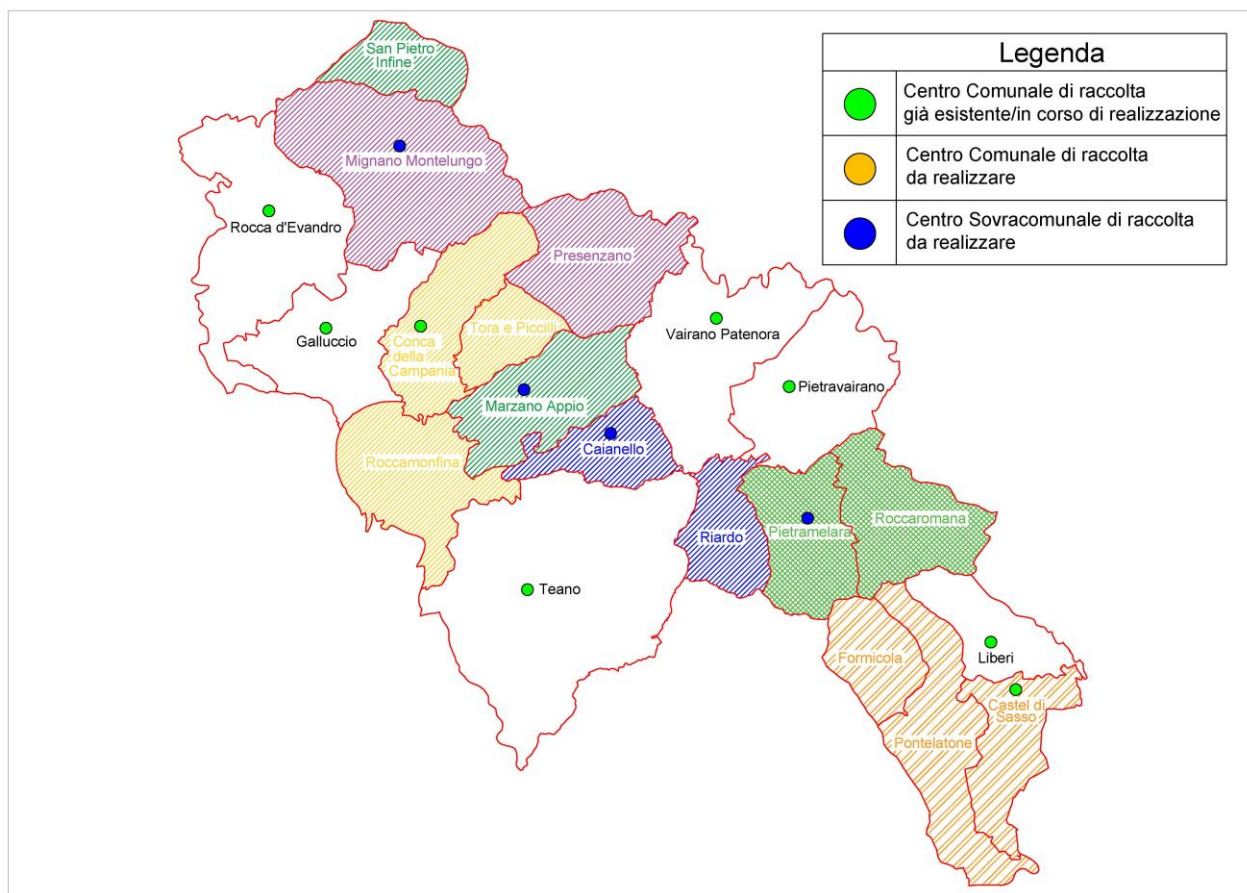 San Pietro
Infine
Mignano Montelungo
Rocca d'Evandro
Presenzano
Galluccio
Conca
della
Campania
Tora e Piccilli
Vairano Patenora
Pietravairano
Marzano Appio
Caianello
Roccamonfina
Riardo
Pietramelara
Roccaromana
Teano
Formicola
Liberi
Castel di
Sasso
Pontelatone
Legenda
Centro Comunale di raccolta
già esistente/in corso di realizzazione
Centro Comunale di raccolta
da realizzare
Centro Sovracomunale di raccolta
da realizzare